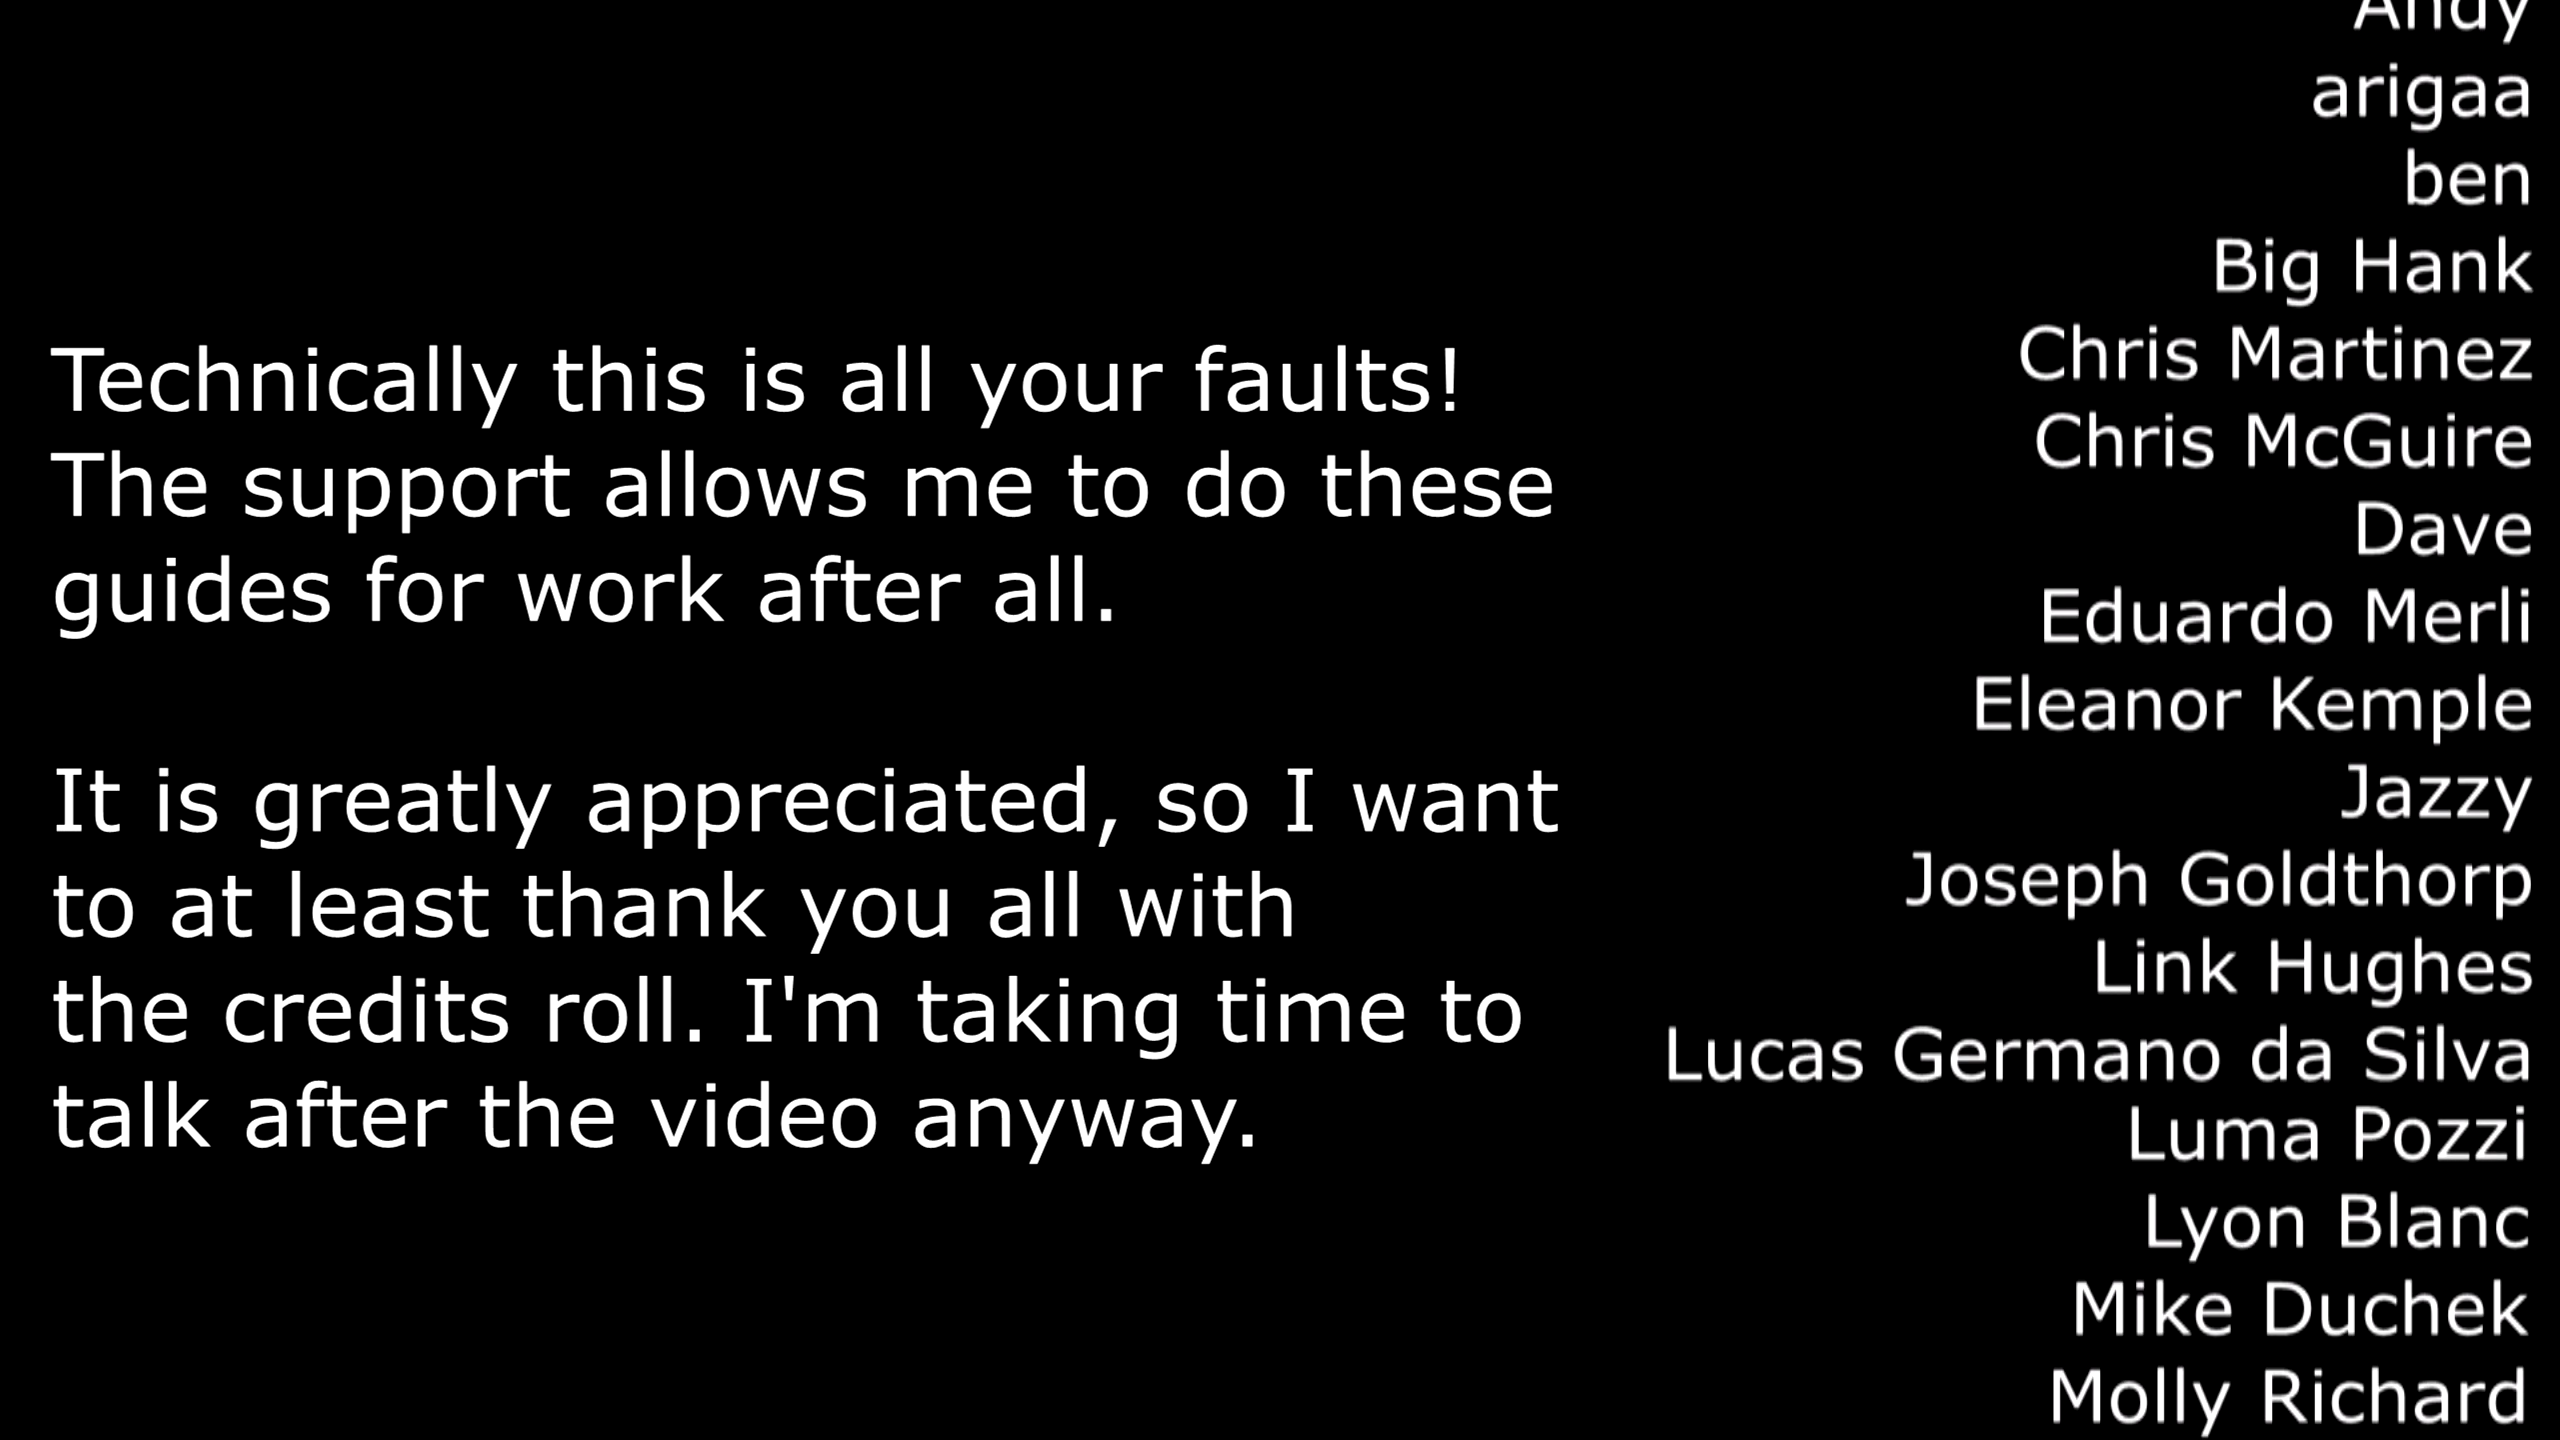 Technically this is all your faults!
The support allows me to do these
guides for work after all.
It is greatly appreciated, so I want
to at least thank you all with
the credits roll. I'm taking time to
talk after the video anyway.
Andy
arigaa
ben
Big Hank
Chris Martinez
Chris McGuire
Dave
Eduardo Merli
Eleanor Kemple
Jazzy
Joseph Goldthorp
Link Hughes
Lucas Germano da Silva
Luma Pozzi
Lyon Blanc
Mike Duchek
Molly Richard